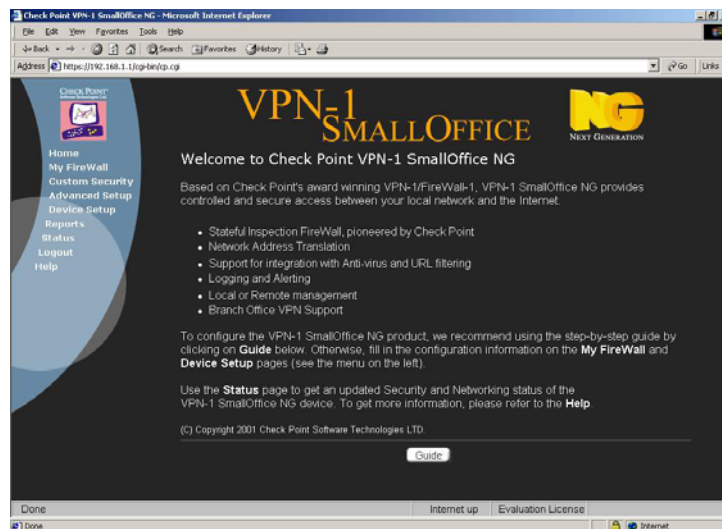 Check Point VPN-1 SmallOffice NG - Microsoft Internet Explorer
File Edit View Favorites Tools Help
Back Search Favorites History
Address https://192.168.1.1/cgi-bin/cp.cgi Go Links
CHECK POINT
Software Technologies Ltd.
VPN-1
SMALLOFFICE
NG
NEXT GENERATION
Home
My FireWall
Custom Security
Advanced Setup
Device Setup
Reports
Status
Logout
Help
Welcome to Check Point VPN-1 SmallOffice NG
Based on Check Point's award winning VPN-1/FireWall-1, VPN-1 SmallOffice NG provides
controlled and secure access between your local network and the Internet.
• Stateful Inspection FireWall, pioneered by Check Point
• Network Address Translation
• Support for integration with Anti-virus and URL filtering
• Logging and Alerting
• Local or Remote management
• Branch Office VPN Support
To configure the VPN-1 SmallOffice NG product, we recommend using the step-by-step guide by
clicking on Guide below. Otherwise, fill in the configuration information on the My FireWall and
Device Setup pages (see the menu on the left).
Use the Status page to get an updated Security and Networking status of the
VPN-1 SmallOffice NG device. To get more information, please refer to the Help.
(C) Copyright 2001 Check Point Software Technologies LTD.
Guide
Done Internet up Evaluation License
Done Internet